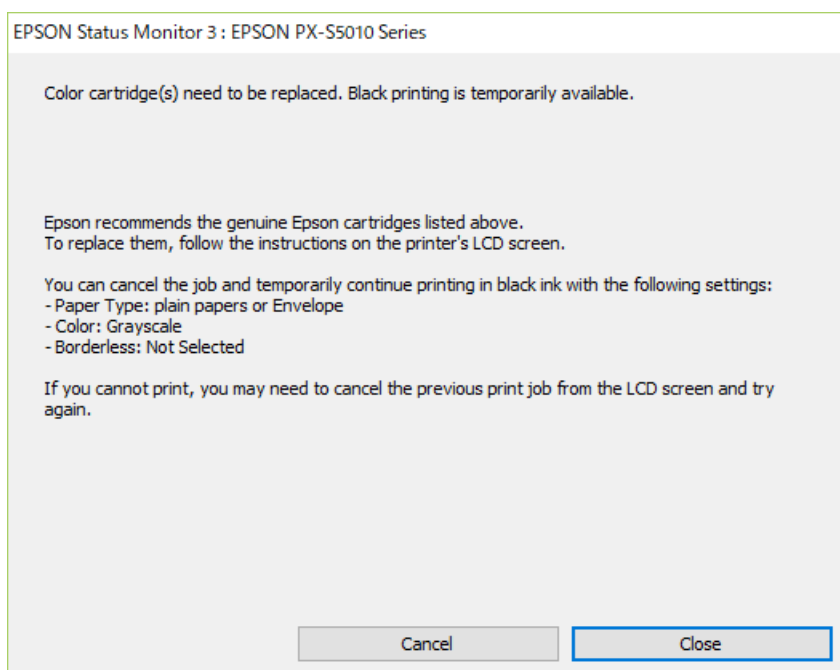 EPSON Status Monitor 3 : EPSON PX-S5010 Series
Color cartridge(s) need to be replaced. Black printing is temporarily available.
Epson recommends the genuine Epson cartridges listed above.
To replace them, follow the instructions on the printer's LCD screen.
You can cancel the job and temporarily continue printing in black ink with the following settings:
- Paper Type: plain papers or Envelope
- Color: Grayscale
- Borderless: Not Selected
If you cannot print, you may need to cancel the previous print job from the LCD screen and try
again.
Cancel
Close